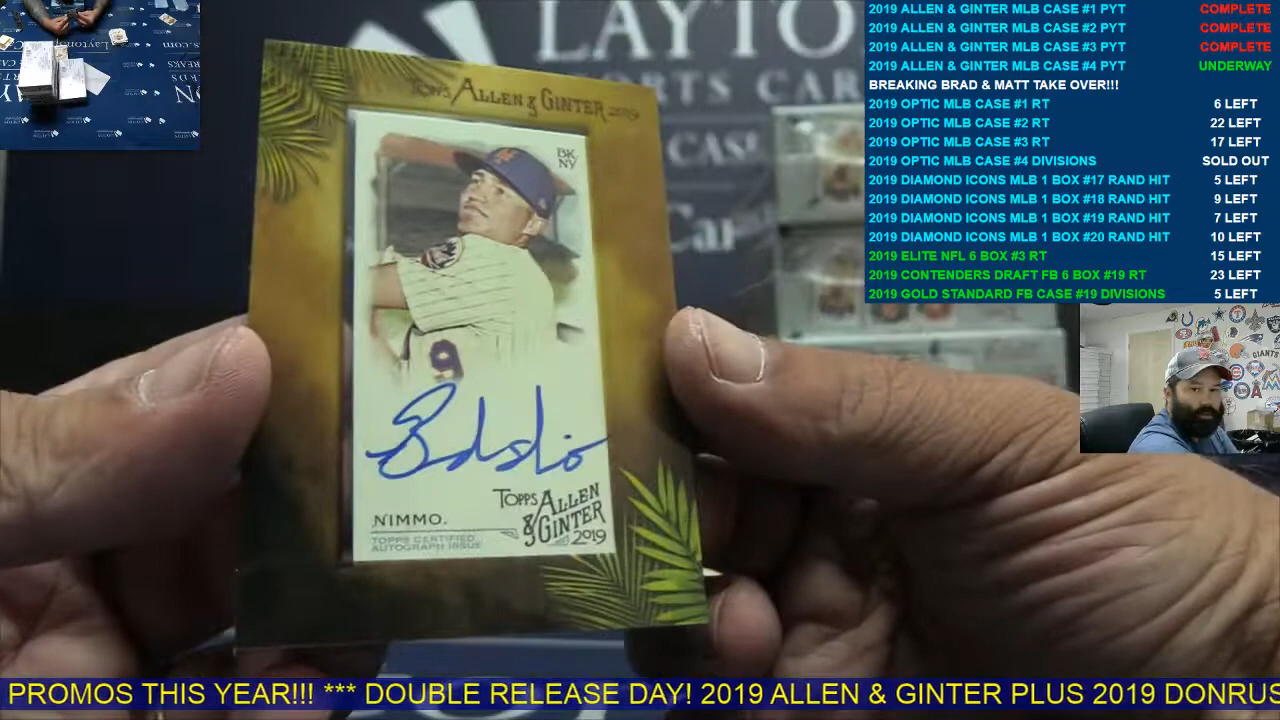 LAYTO
SPORTS CAR
CASE
Car
TOPPS ALLEN & GINTER 2019
BK
NY
9
TOPPS ALLEN
& GINTER
2019
NIMMO.
TOPPS CERTIFIED
AUTOGRAPH ISSUE
2019 ALLEN & GINTER MLB CASE #1 PYT COMPLETE
2019 ALLEN & GINTER MLB CASE #2 PYT COMPLETE
2019 ALLEN & GINTER MLB CASE #3 PYT COMPLETE
2019 ALLEN & GINTER MLB CASE #4 PYT UNDERWAY
BREAKING BRAD & MATT TAKE OVER!!!
2019 OPTIC MLB CASE #1 RT 6 LEFT
2019 OPTIC MLB CASE #2 RT 22 LEFT
2019 OPTIC MLB CASE #3 RT 17 LEFT
2019 OPTIC MLB CASE #4 DIVISIONS SOLD OUT
2019 DIAMOND ICONS MLB 1 BOX #17 RAND HIT 5 LEFT
2019 DIAMOND ICONS MLB 1 BOX #18 RAND HIT 9 LEFT
2019 DIAMOND ICONS MLB 1 BOX #19 RAND HIT 7 LEFT
2019 DIAMOND ICONS MLB 1 BOX #20 RAND HIT 10 LEFT
2019 ELITE NFL 6 BOX #3 RT 15 LEFT
2019 CONTENDERS DRAFT FB 6 BOX #19 RT 23 LEFT
2019 GOLD STANDARD FB CASE #19 DIVISIONS 5 LEFT
GIANTS
PROMOS THIS YEAR!!! *** DOUBLE RELEASE DAY! 2019 ALLEN & GINTER PLUS 2019 DONRUS